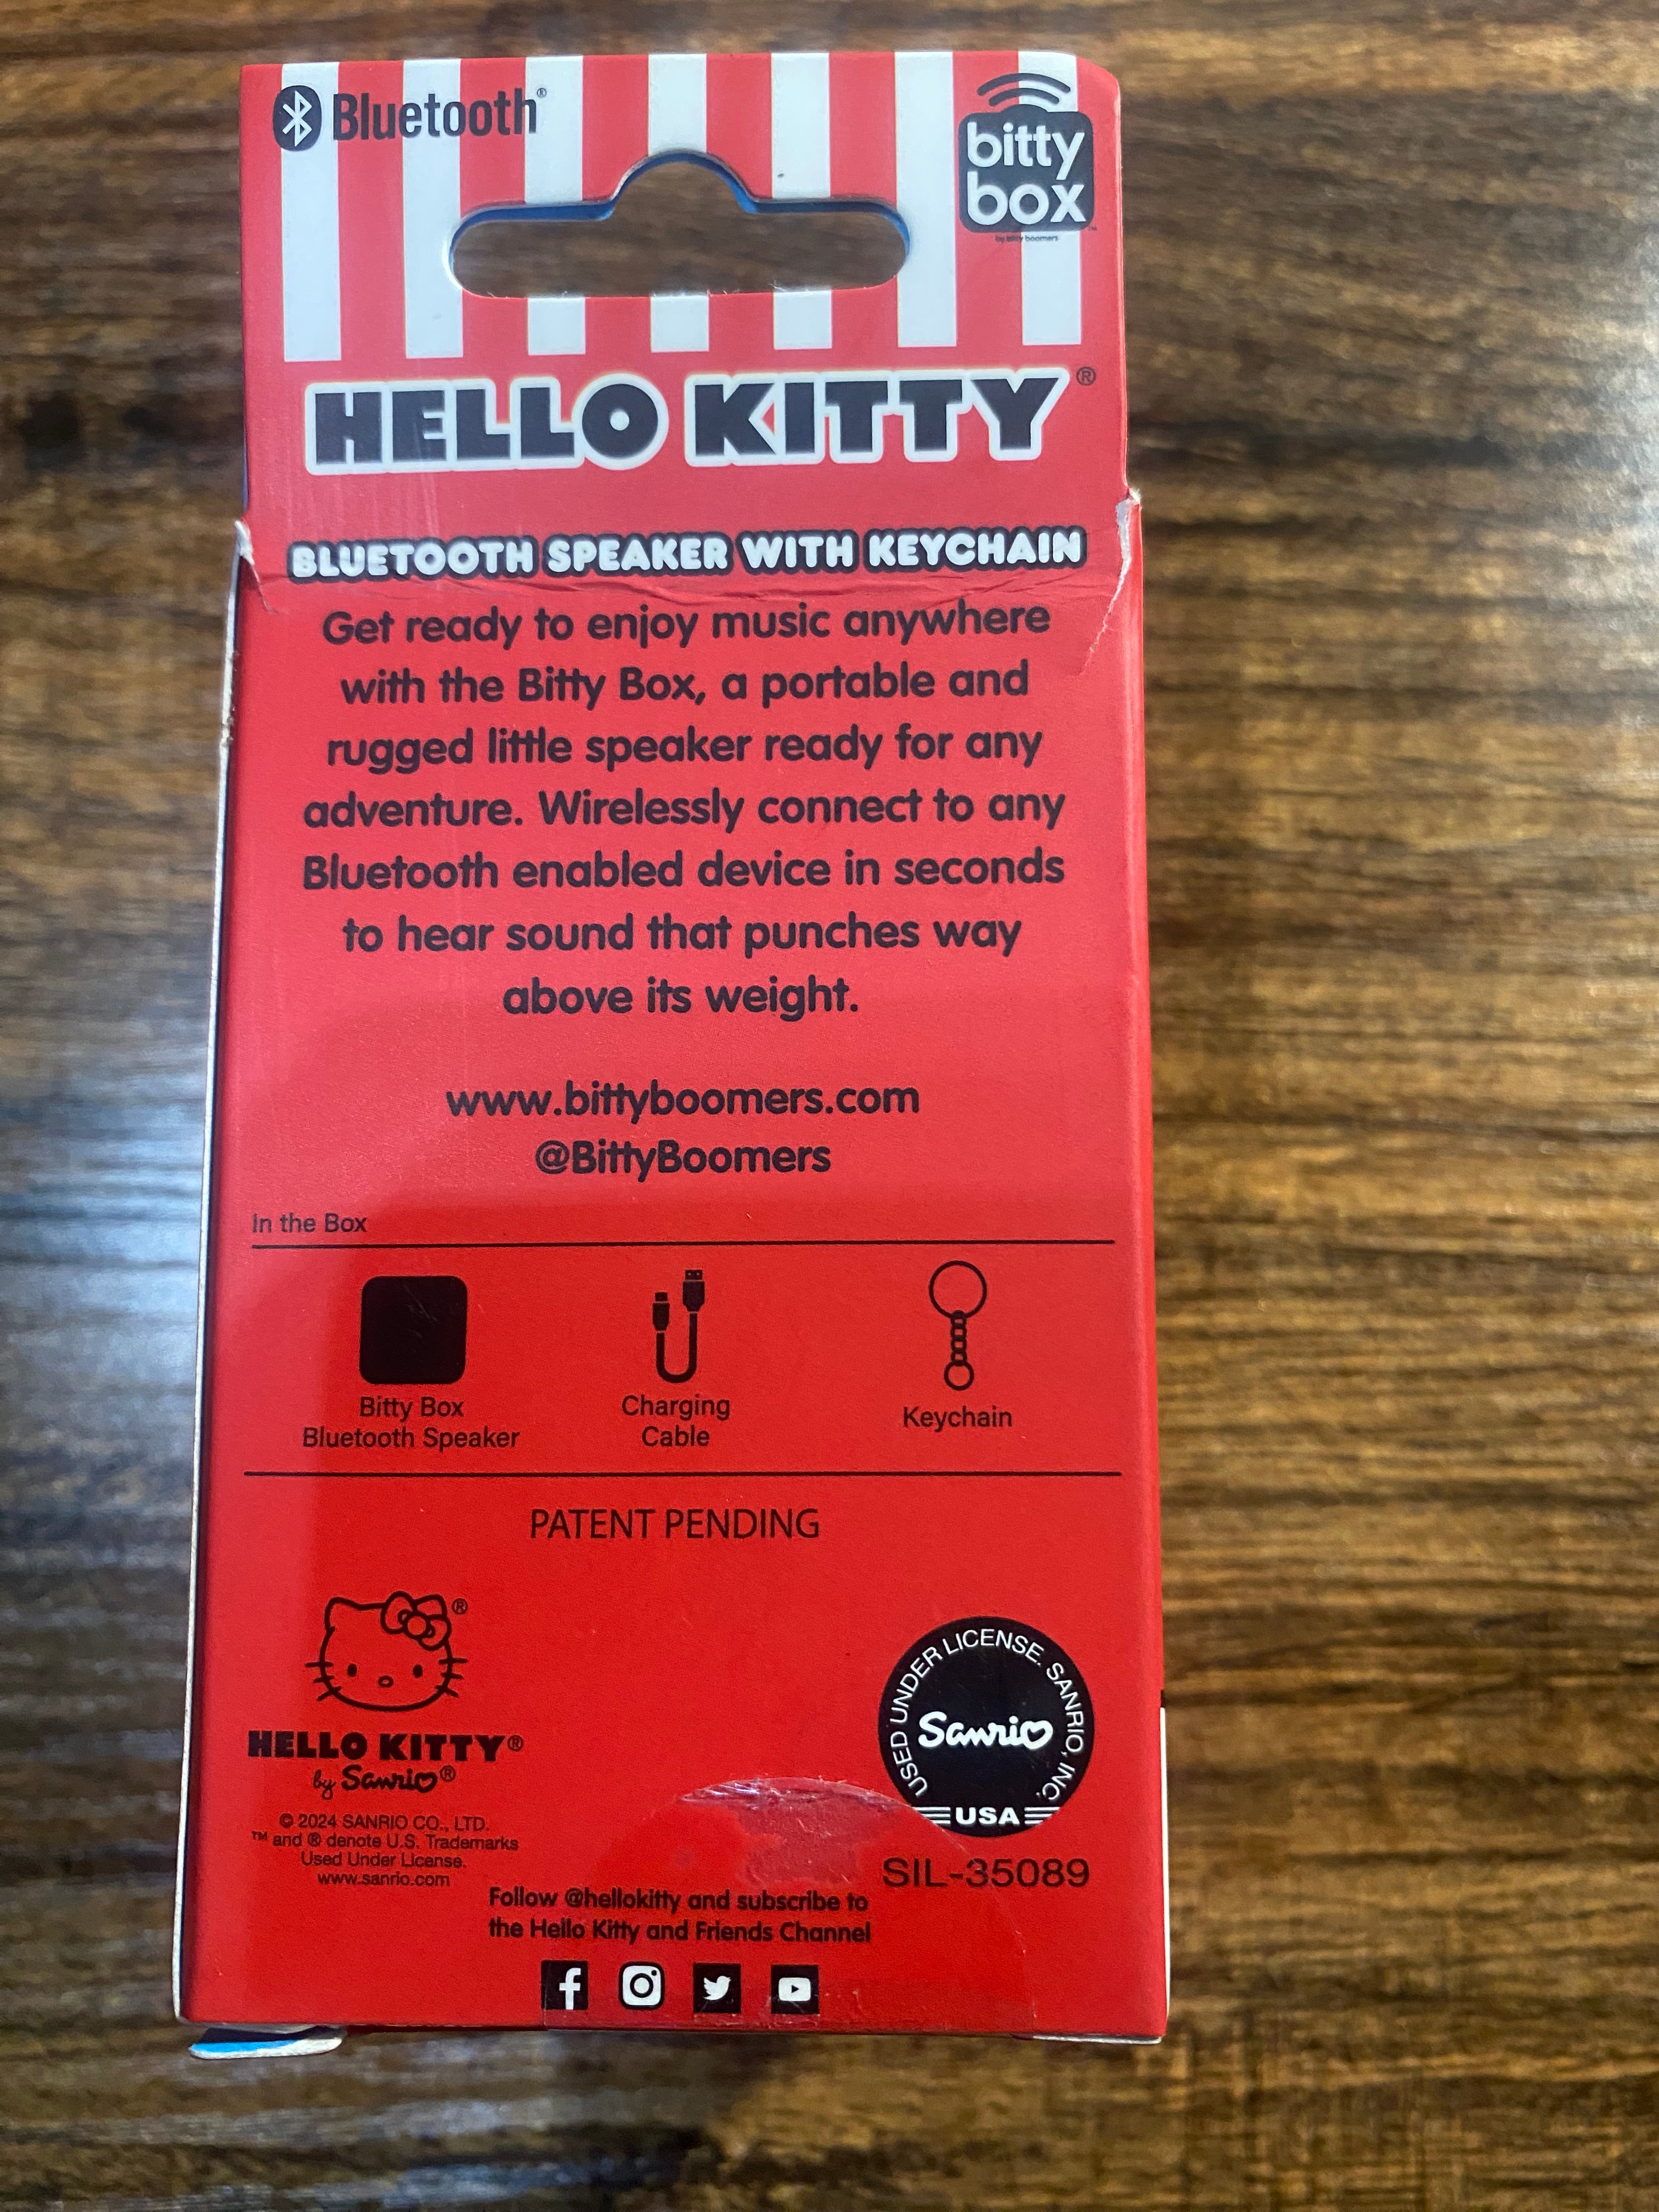 Bluetooth®
bitty
box™
by bitty boomers
HELLO KITTY®
BLUETOOTH SPEAKER WITH KEYCHAIN
Get ready to enjoy music anywhere
with the Bitty Box, a portable and
rugged little speaker ready for any
adventure. Wirelessly connect to any
Bluetooth enabled device in seconds
to hear sound that punches way
above its weight.
www.bittyboomers.com
@BittyBoomers
In the Box
Bitty Box
Bluetooth Speaker
Charging
Cable
Keychain
PATENT PENDING
®
HELLO KITTY®
by Sanrio®
© 2024 SANRIO CO., LTD.
™ and ® denote U.S. Trademarks
Used Under License.
www.sanrio.com
USED UNDER LICENSE. SANRIO, INC.
Sanrio
USA
SIL-35089
Follow @hellokitty and subscribe to
the Hello Kitty and Friends Channel